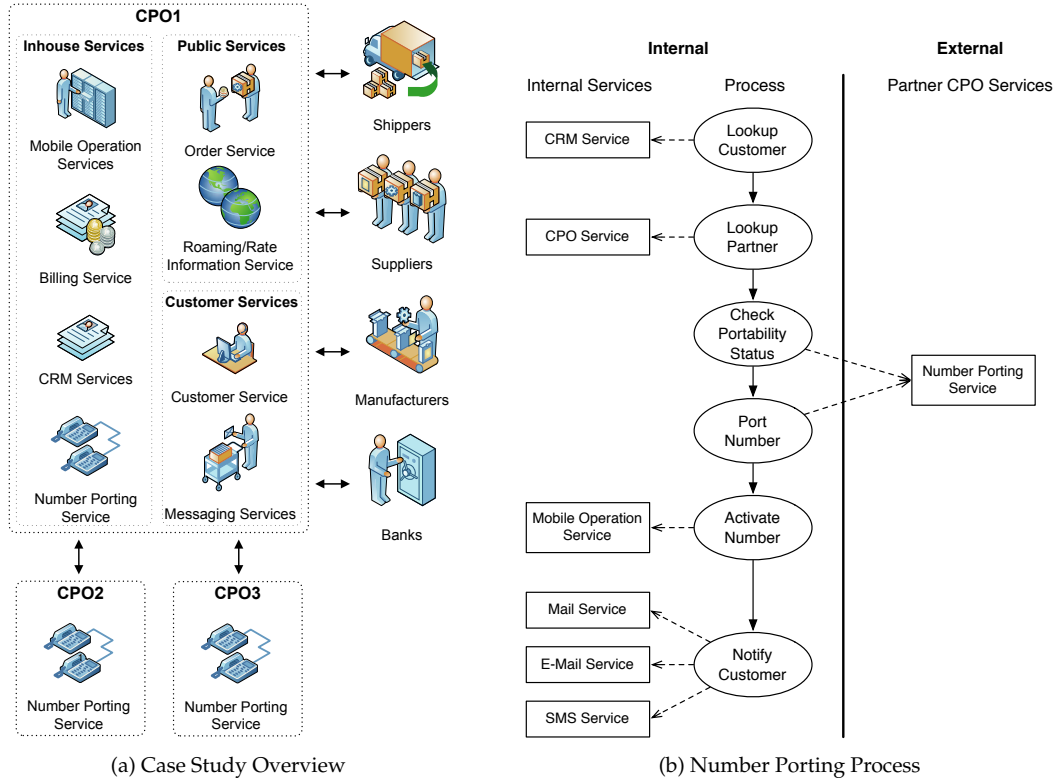 CPO1
Inhouse Services
Mobile Operation
Services
Billing Service
CRM Services
Number Porting
Service
Public Services
Order Service
Roaming/Rate
Information Service
Customer Services
Customer Service
Messaging Services
Shippers
Suppliers
Manufacturers
Banks
CPO2
Number Porting
Service
CPO3
Number Porting
Service
(a) Case Study Overview
Internal
External
Internal Services
Process
Partner CPO Services
CRM Service
Lookup
Customer
CPO Service
Lookup
Partner
Check
Portability
Status
Number Porting
Service
Port
Number
Mobile Operation
Service
Activate
Number
Mail Service
E-Mail Service
SMS Service
Notify
Customer
(b) Number Porting Process